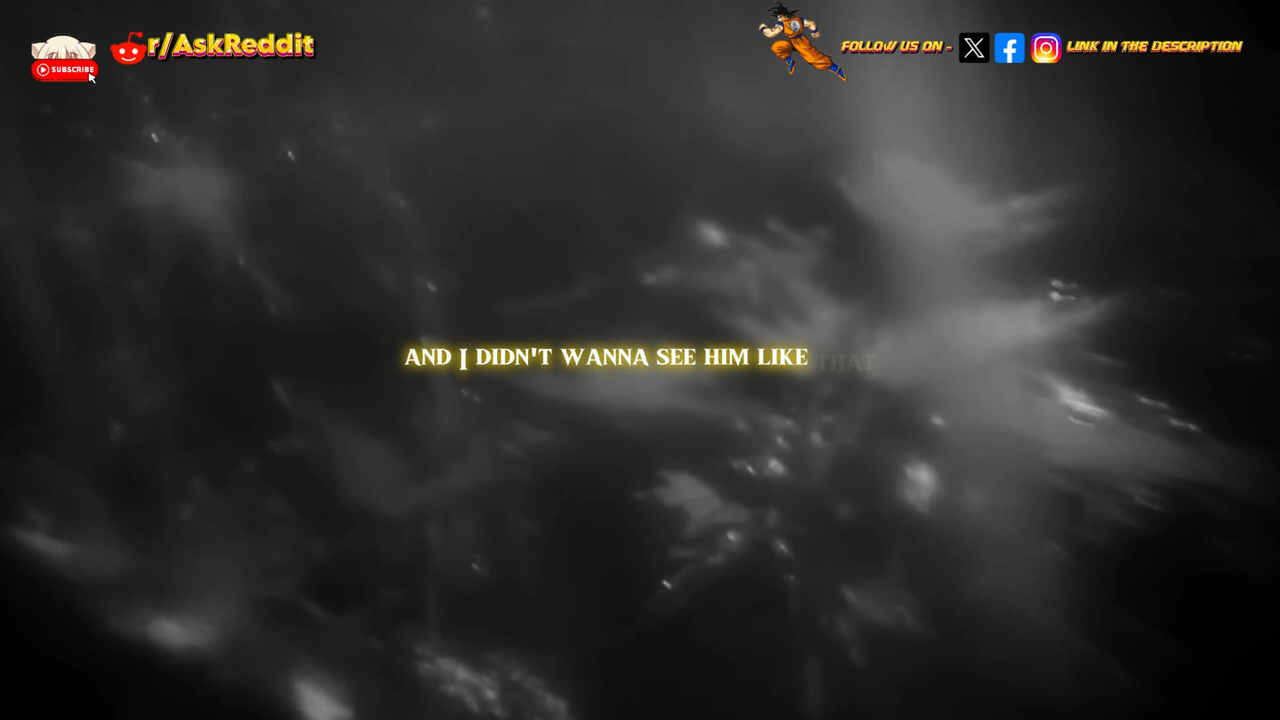 SUBSCRIBE
r/AskReddit
FOLLOW US ON -
LINK IN THE DESCRIPTION
AND I DIDN'T WANNA SEE HIM LIKE THAT